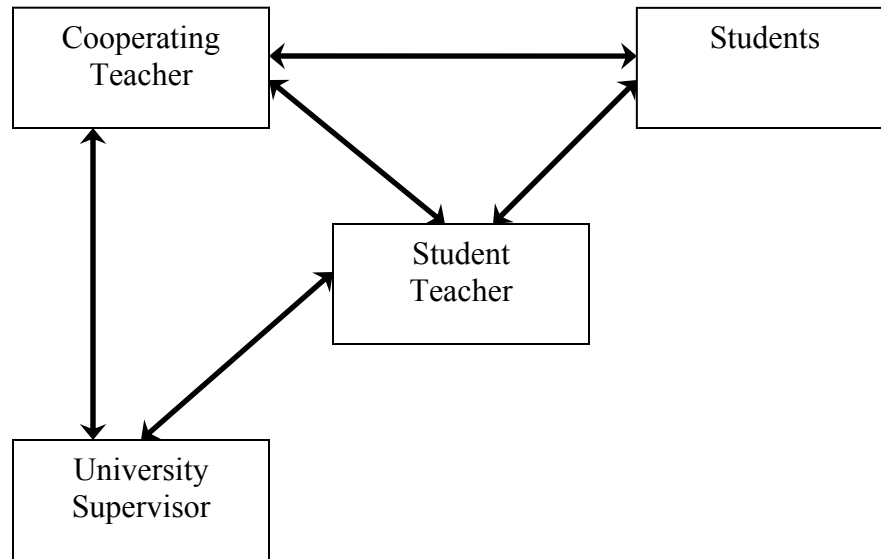 Cooperating
Teacher
Students
Student
Teacher
University
Supervisor